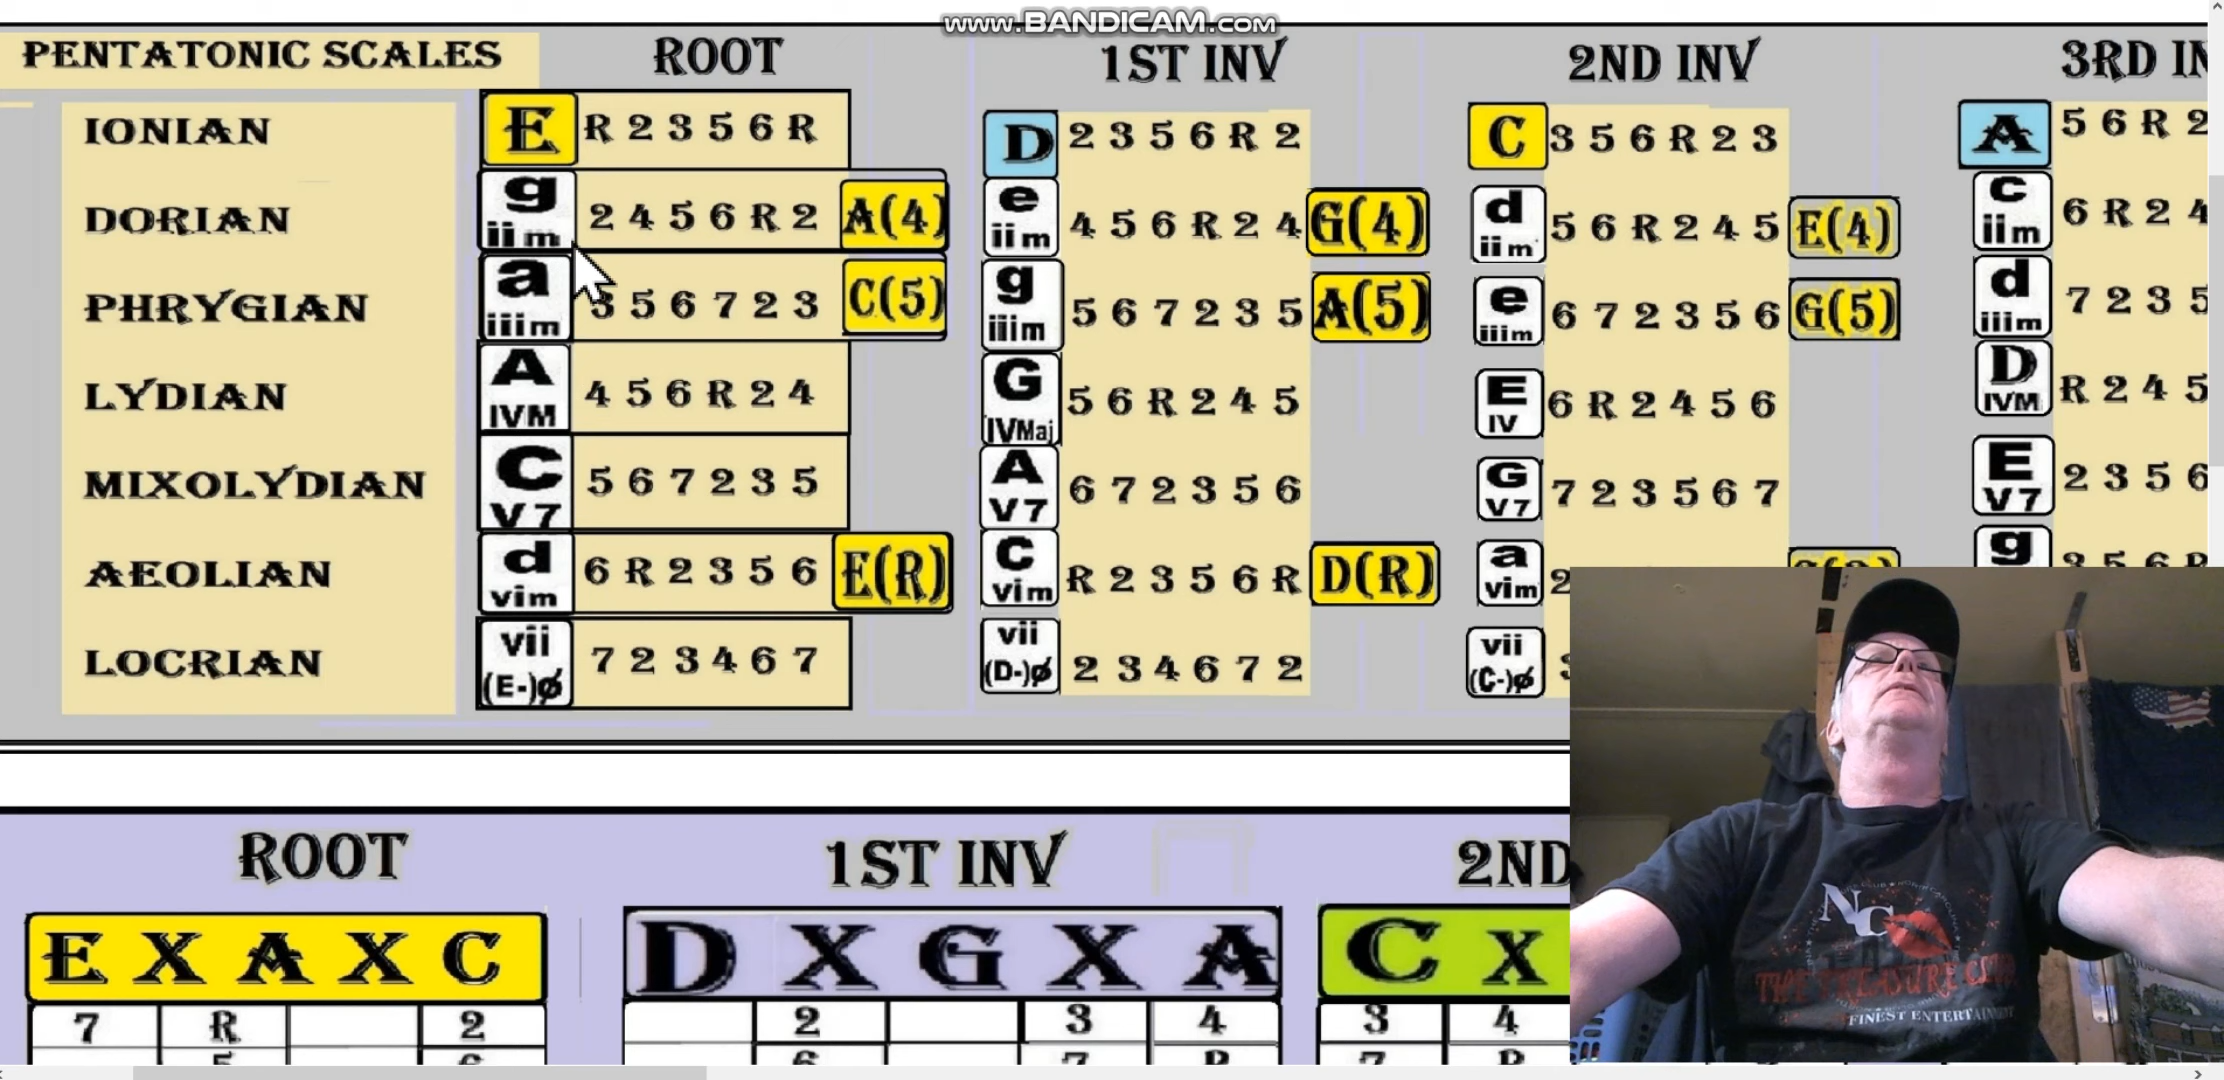 WWW.BANDICAM.COM
PENTATONIC SCALES ROOT 1ST INV 2ND INV 3RD IN
IONIAN E R 2 3 5 6 R D 2 3 5 6 R 2 C 3 5 6 R 2 3 A 5 6 R 2
DORIAN g iim 2 4 5 6 R 2 A(4) e iim 4 5 6 R 2 4 G(4) d iim 5 6 R 2 4 5 E(4) c iim 6 R 2 4
PHRYGIAN a iiim 3 5 6 7 2 3 C(5) g iiim 5 6 7 2 3 5 A(5) e iiim 6 7 2 3 5 6 G(5) d iiim 7 2 3 5
LYDIAN A IVM 4 5 6 R 2 4 G IVMaj 5 6 R 2 4 5 E IV 6 R 2 4 5 6 D IVM R 2 4 5
MIXOLYDIAN C V7 5 6 7 2 3 5 A V7 6 7 2 3 5 6 G V7 7 2 3 5 6 7 E V7 2 3 5 6
AEOLIAN d vim 6 R 2 3 5 6 E(R) c vim R 2 3 5 6 R D(R) a vim 2 g
LOCRIAN vii (E-)ø 7 2 3 4 6 7 vii (D-)ø 2 3 4 6 7 2 vii (C-)ø
ROOT 1ST INV 2ND
E X A X C D X G X A C X
7 R 2 2 3 4 3 4
NC
THE TREASURE CLUB
FINEST ENTERTAINMENT